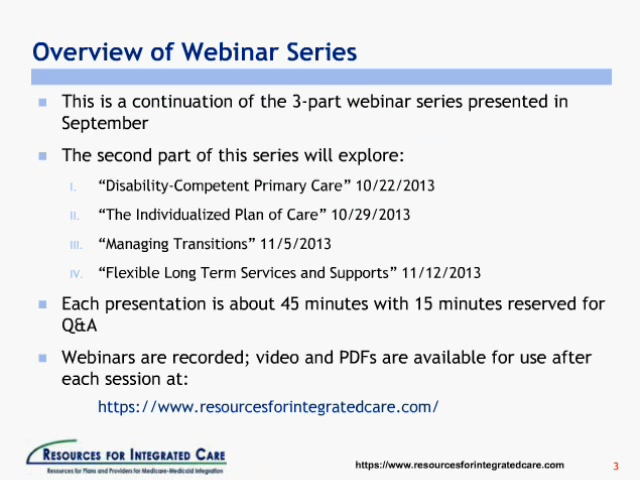 Overview of Webinar Series
This is a continuation of the 3-part webinar series presented in
September
The second part of this series will explore:
I. “Disability-Competent Primary Care” 10/22/2013
II. “The Individualized Plan of Care” 10/29/2013
III. “Managing Transitions” 11/5/2013
IV. “Flexible Long Term Services and Supports” 11/12/2013
Each presentation is about 45 minutes with 15 minutes reserved for
Q&A
Webinars are recorded; video and PDFs are available for use after
each session at:
https://www.resourcesforintegratedcare.com/
RESOURCES FOR INTEGRATED CARE
Resources for Plans and Providers for Medicare-Medicaid Integration
https://www.resourcesforintegratedcare.com
3